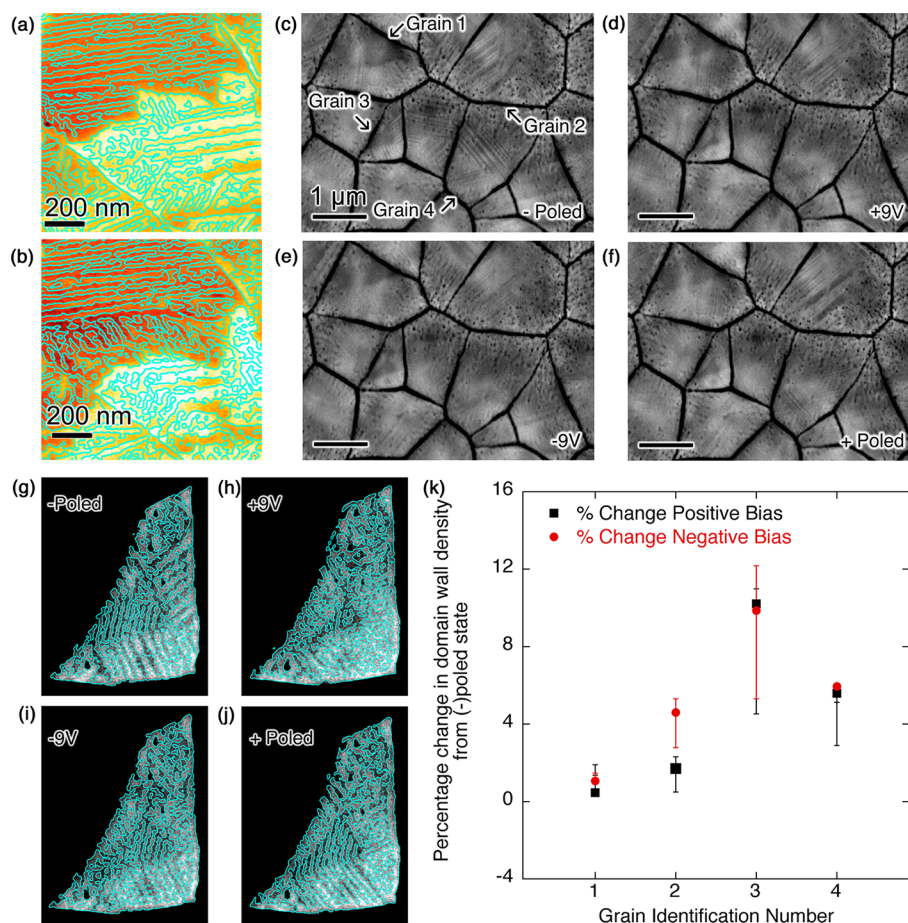 (a)
200 nm
(b)
200 nm
(c)
Grain 1
Grain 3
Grain 2
1 μm
Grain 4
- Poled
(d)
+9V
(e)
-9V
(f)
+ Poled
(g)
-Poled
(h)
+9V
(i)
-9V
(j)
+ Poled
(k)
Percentage change in domain wall density
from (-)poled state
16
12
8
4
0
-4
% Change Positive Bias
% Change Negative Bias
1 2 3 4
Grain Identification Number